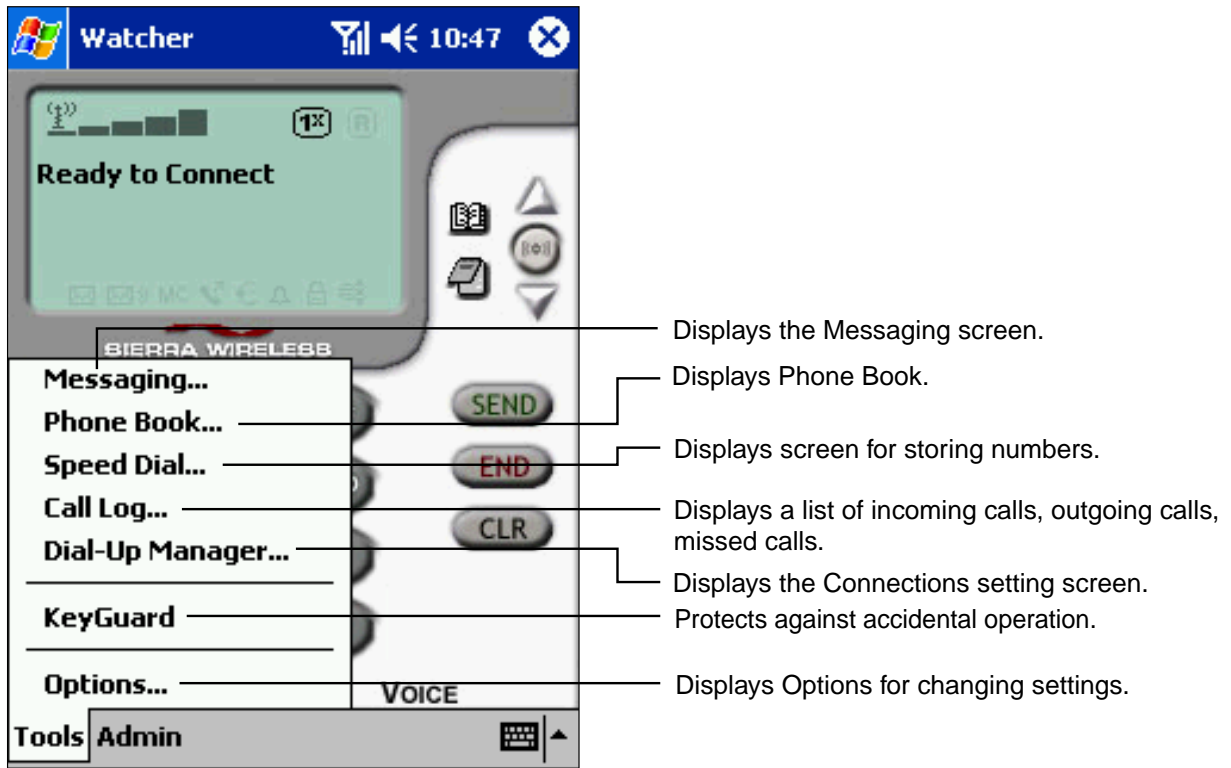 Watcher 10:47
1X R
Ready to Connect
MC
SIERRA WIRELESS
Messaging...
Phone Book...
Speed Dial...
Call Log...
Dial-Up Manager...
KeyGuard
Options...
SEND
END
CLR
VOICE
Tools Admin
Displays the Messaging screen.
Displays Phone Book.
Displays screen for storing numbers.
Displays a list of incoming calls, outgoing calls,
missed calls.
Displays the Connections setting screen.
Protects against accidental operation.
Displays Options for changing settings.